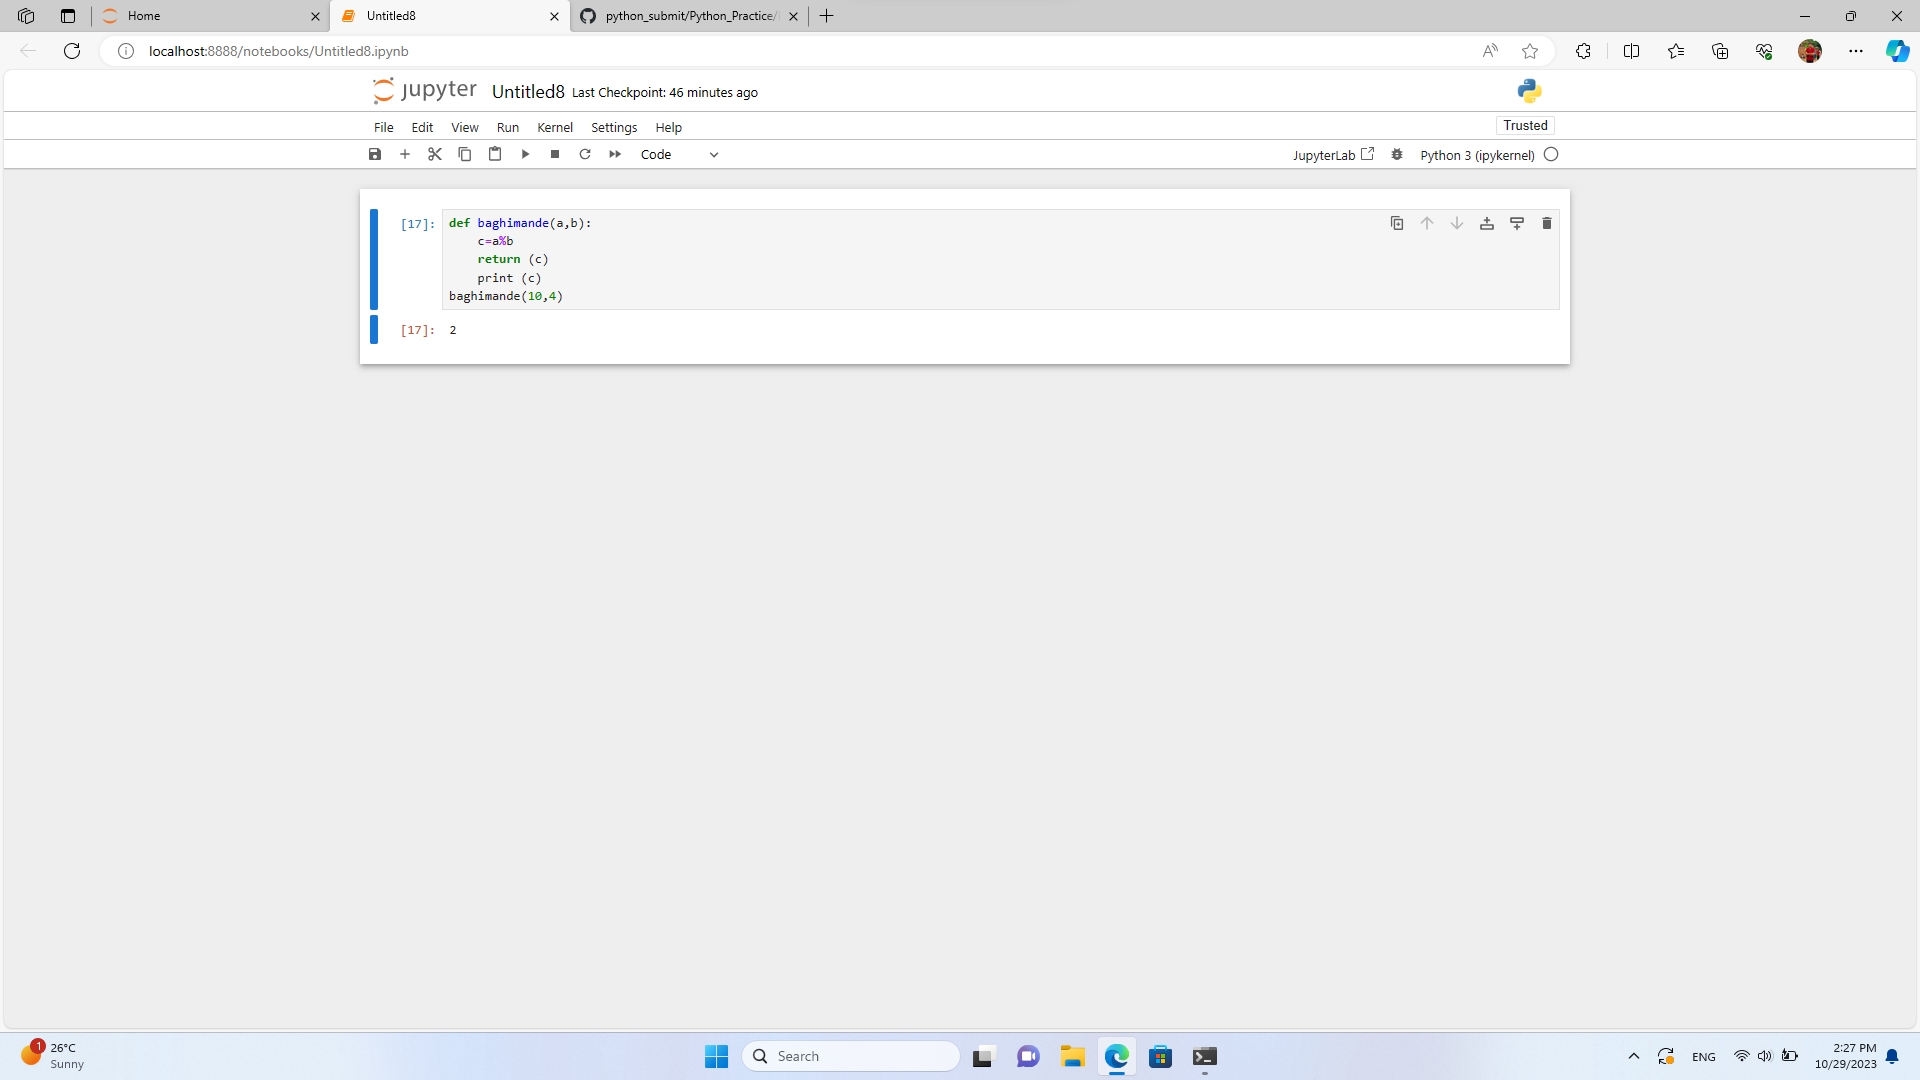 Home
Untitled8
python_submit/Python_Practice/
localhost:8888/notebooks/Untitled8.ipynb
jupyter Untitled8 Last Checkpoint: 46 minutes ago
File Edit View Run Kernel Settings Help
Trusted
Code
JupyterLab
Python 3 (ipykernel)
[17]: def baghimande(a,b):
    c=a%b
    return (c)
    print (c)
baghimande(10,4)
[17]: 2
1
26°C
Sunny
Search
ENG
2:27 PM
10/29/2023